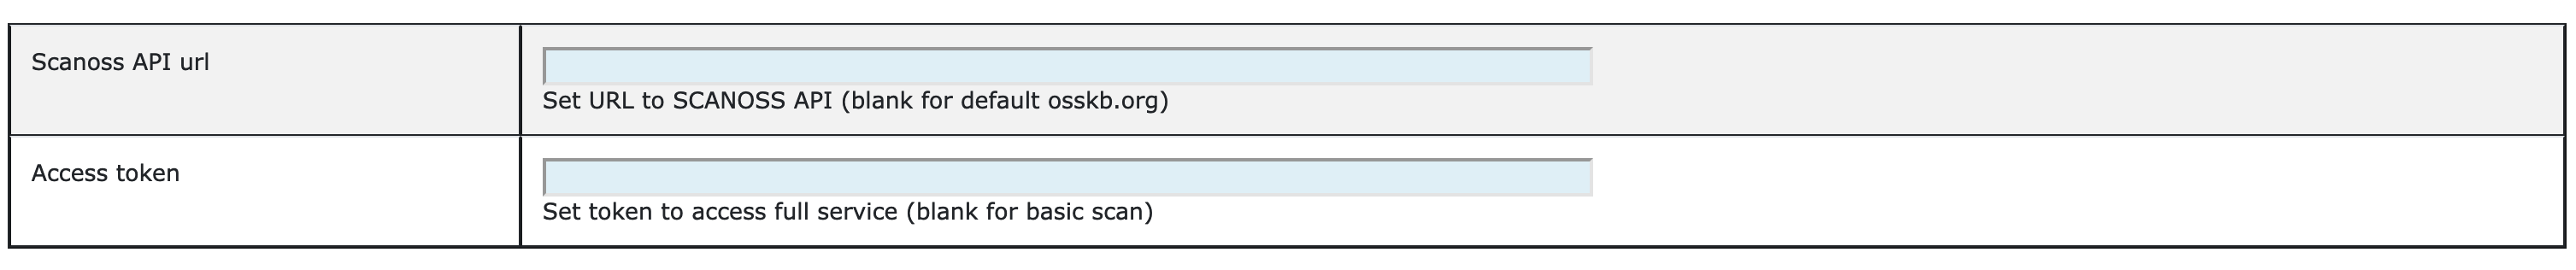 Scanoss API url
Set URL to SCANOSS API (blank for default osskb.org)
Access token
Set token to access full service (blank for basic scan)